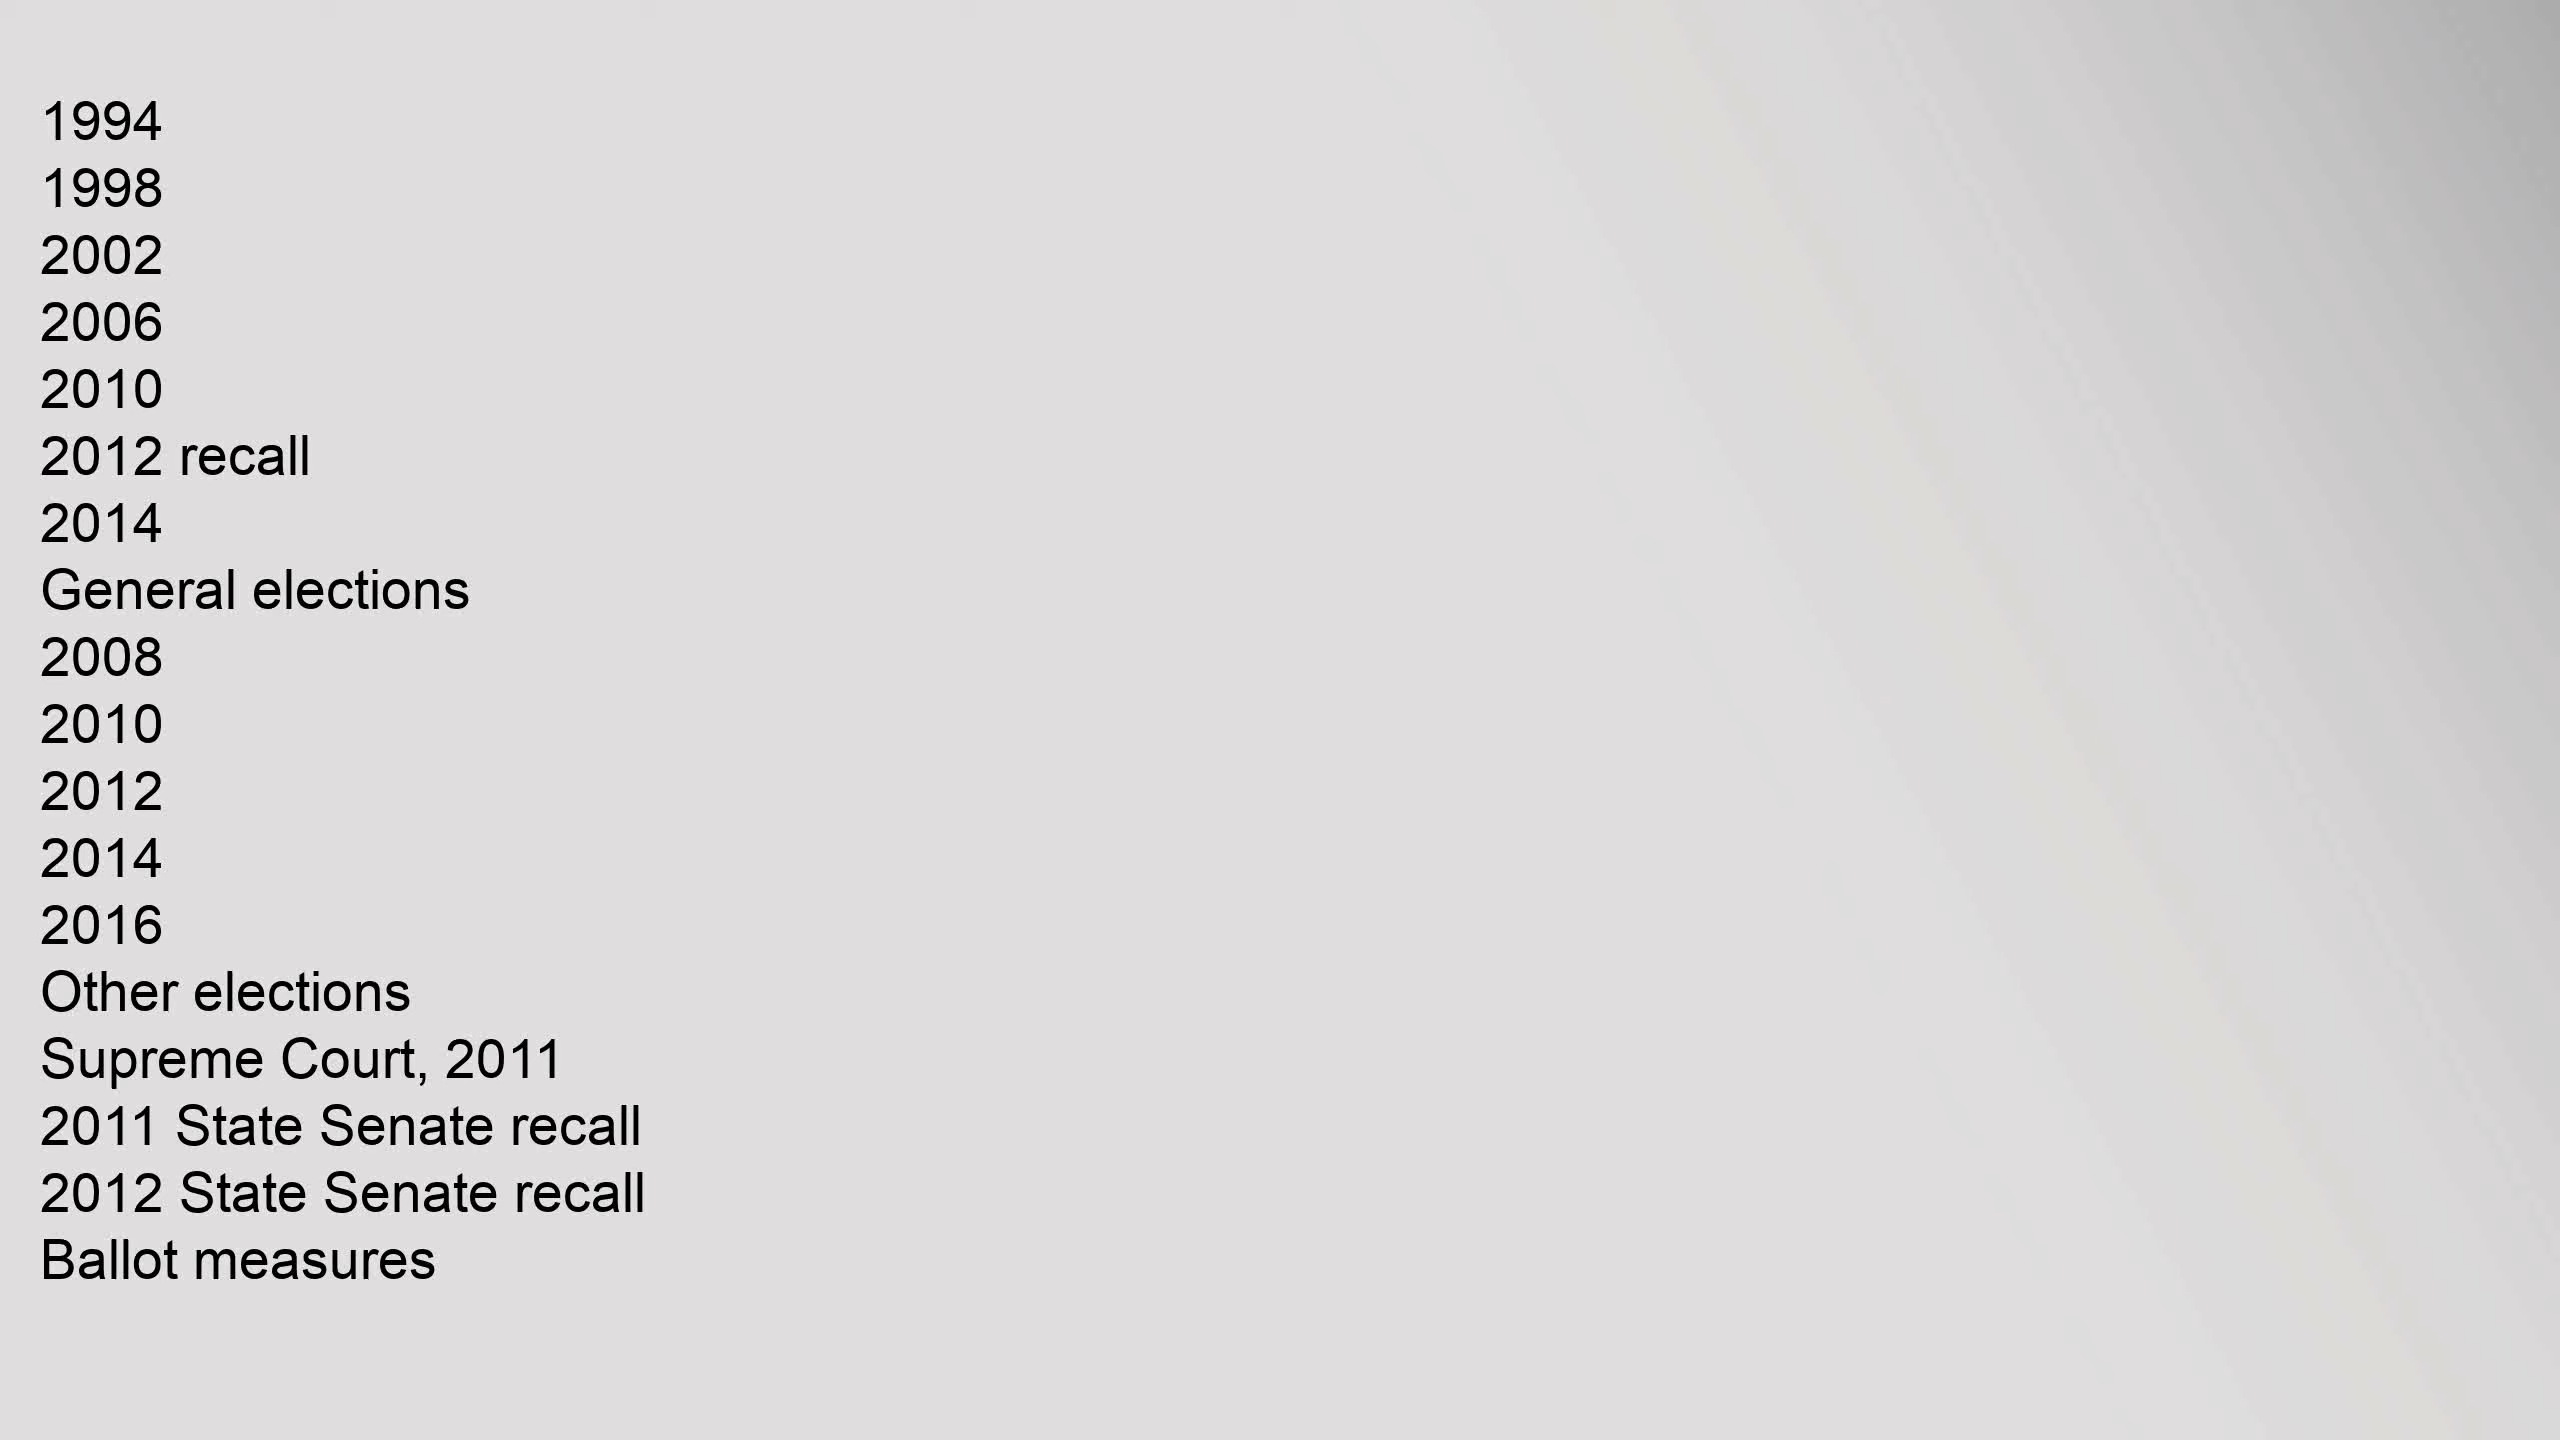 1994
1998
2002
2006
2010
2012 recall
2014
General elections
2008
2010
2012
2014
2016
Other elections
Supreme Court, 2011
2011 State Senate recall
2012 State Senate recall
Ballot measures